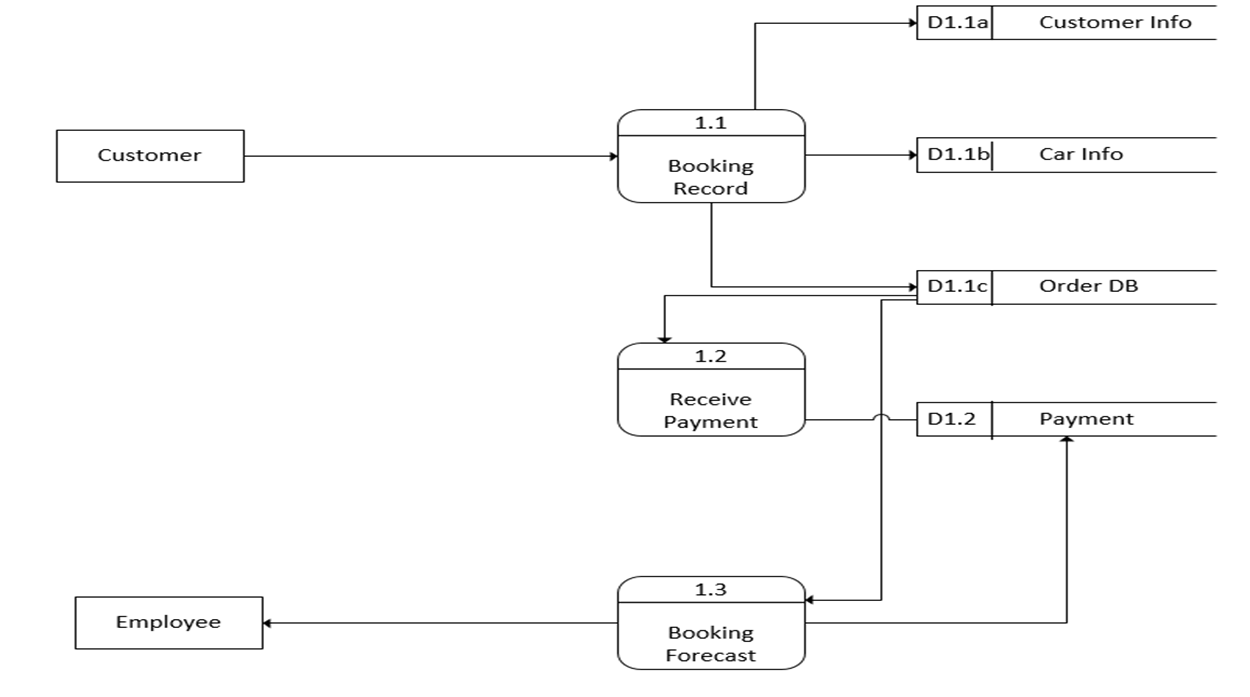 D1.1a Customer Info
1.1
Customer
Booking
Record
D1.1b Car Info
D1.1c Order DB
1.2
Receive
Payment
D1.2 Payment
1.3
Employee
Booking
Forecast